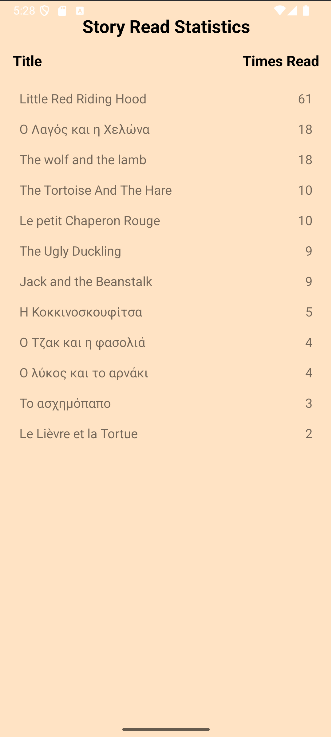 5:28
Story Read Statistics
Title Times Read
Little Red Riding Hood 61
Ο Λαγός και η Χελώνα 18
The wolf and the lamb 18
The Tortoise And The Hare 10
Le petit Chaperon Rouge 10
The Ugly Duckling 9
Jack and the Beanstalk 9
Η Κοκκινοσκουφίτσα 5
Ο Τζακ και η φασολιά 4
Ο λύκος και το αρνάκι 4
Το ασχημόπαπο 3
Le Lièvre et la Tortue 2